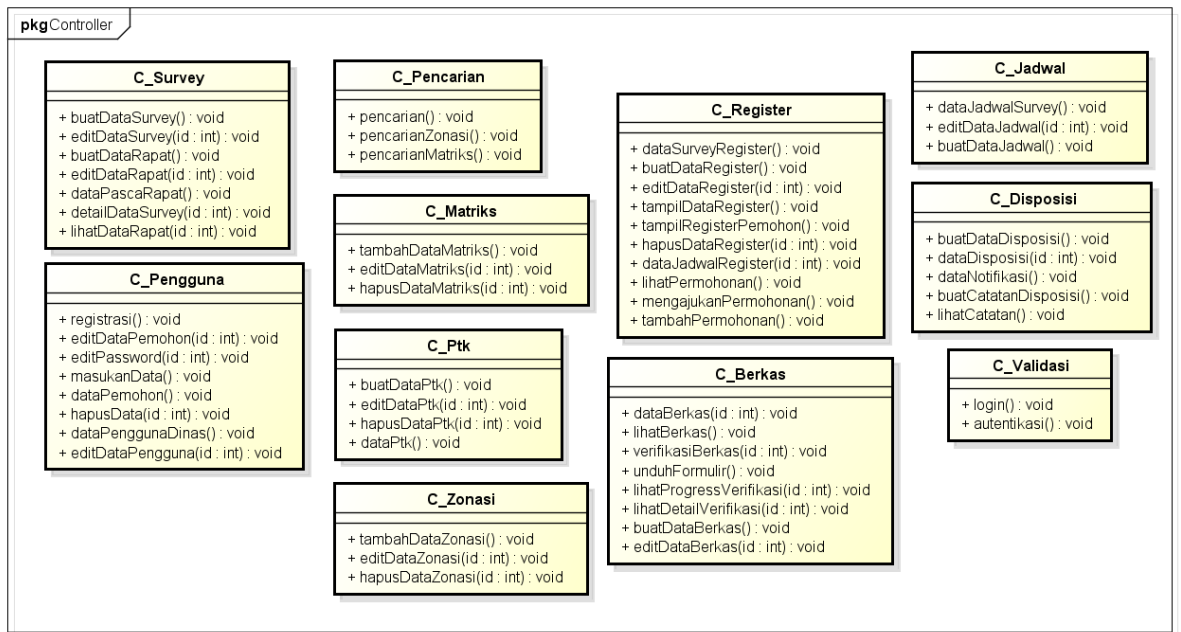 pkg Controller
C_Survey
+ buatDataSurvey() : void
+ editDataSurvey(id : int) : void
+ buatDataRapat() : void
+ editDataRapat(id : int) : void
+ dataPascaRapat() : void
+ detailDataSurvey(id : int) : void
+ lihatDataRapat(id : int) : void
C_Pengguna
+ registrasi() : void
+ editDataPemohon(id : int) : void
+ editPassword(id : int) : void
+ masukanData() : void
+ dataPemohon() : void
+ hapusData(id : int) : void
+ dataPenggunaDinas() : void
+ editDataPengguna(id : int) : void
C_Pencarian
+ pencarian() : void
+ pencarianZonasi() : void
+ pencarianMatriks() : void
C_Matriks
+ tambahDataMatriks() : void
+ editDataMatriks(id : int) : void
+ hapusDataMatriks(id : int) : void
C_Ptk
+ buatDataPtk() : void
+ editDataPtk(id : int) : void
+ hapusDataPtk(id : int) : void
+ dataPtk() : void
C_Zonasi
+ tambahDataZonasi() : void
+ editDataZonasi(id : int) : void
+ hapusDataZonasi(id : int) : void
C_Register
+ dataSurveyRegister() : void
+ buatDataRegister() : void
+ editDataRegister(id : int) : void
+ tampilDataRegister() : void
+ tampilRegisterPemohon() : void
+ hapusDataRegister(id : int) : void
+ dataJadwalRegister(id : int) : void
+ lihatPermohonan() : void
+ mengajukanPermohonan() : void
+ tambahPermohonan() : void
C_Berkas
+ dataBerkas(id : int) : void
+ lihatBerkas() : void
+ verifikasiBerkas(id : int) : void
+ unduhFormulir() : void
+ lihatProgressVerifikasi(id : int) : void
+ lihatDetailVerifikasi(id : int) : void
+ buatDataBerkas() : void
+ editDataBerkas(id : int) : void
C_Jadwal
+ dataJadwalSurvey() : void
+ editDataJadwal(id : int) : void
+ buatDataJadwal() : void
C_Disposisi
+ buatDataDisposisi() : void
+ dataDisposisi(id : int) : void
+ dataNotifikasi() : void
+ buatCatatanDisposisi() : void
+ lihatCatatan() : void
C_Validasi
+ login() : void
+ autentikasi() : void